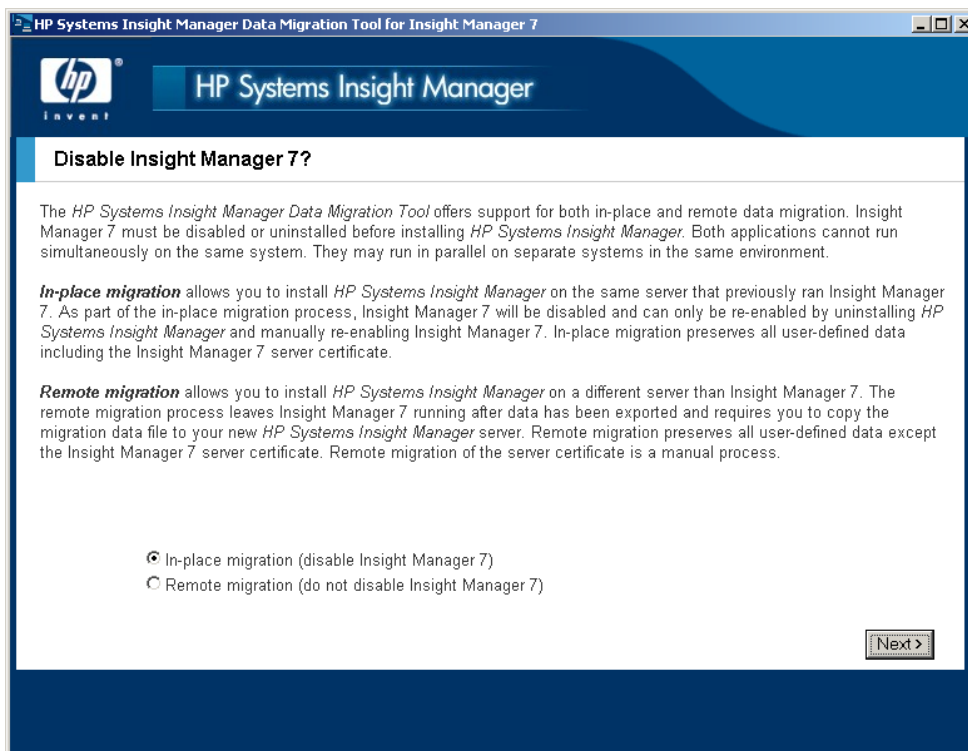 HP Systems Insight Manager Data Migration Tool for Insight Manager 7
hp
®
invent
HP Systems Insight Manager
Disable Insight Manager 7?
The HP Systems Insight Manager Data Migration Tool offers support for both in-place and remote data migration. Insight
Manager 7 must be disabled or uninstalled before installing HP Systems Insight Manager. Both applications cannot run
simultaneously on the same system. They may run in parallel on separate systems in the same environment.
In-place migration allows you to install HP Systems Insight Manager on the same server that previously ran Insight Manager
7. As part of the in-place migration process, Insight Manager 7 will be disabled and can only be re-enabled by uninstalling HP
Systems Insight Manager and manually re-enabling Insight Manager 7. In-place migration preserves all user-defined data
including the Insight Manager 7 server certificate.
Remote migration allows you to install HP Systems Insight Manager on a different server than Insight Manager 7. The
remote migration process leaves Insight Manager 7 running after data has been exported and requires you to copy the
migration data file to your new HP Systems Insight Manager server. Remote migration preserves all user-defined data except
the Insight Manager 7 server certificate. Remote migration of the server certificate is a manual process.
In-place migration (disable Insight Manager 7)
Remote migration (do not disable Insight Manager 7)
Next >